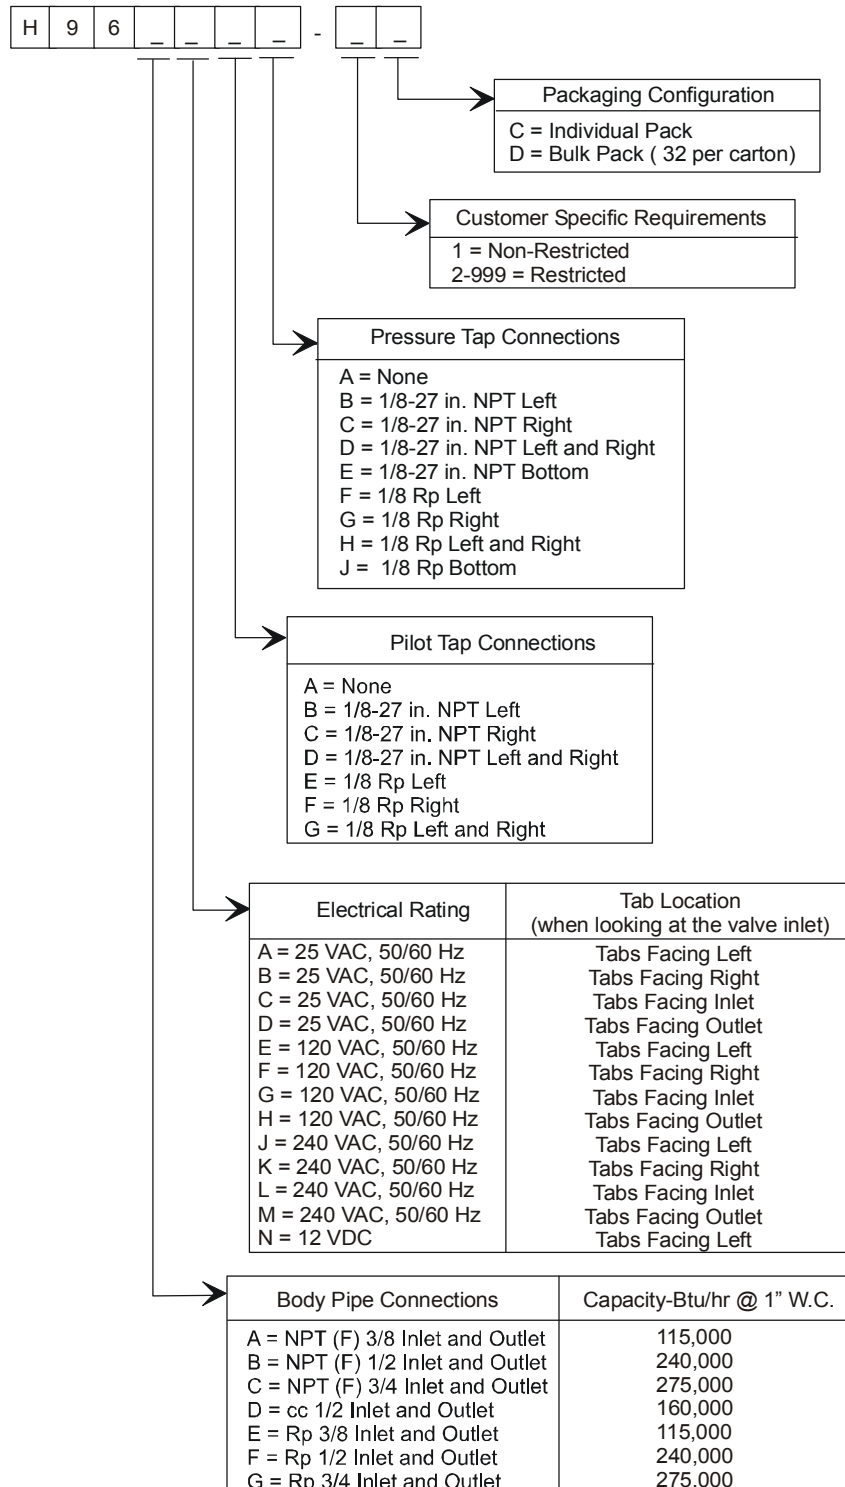 H 9 6 _ _ _ _ - _ _
Packaging Configuration
C = Individual Pack
D = Bulk Pack ( 32 per carton)
Customer Specific Requirements
1 = Non-Restricted
2-999 = Restricted
Pressure Tap Connections
A = None
B = 1/8-27 in. NPT Left
C = 1/8-27 in. NPT Right
D = 1/8-27 in. NPT Left and Right
E = 1/8-27 in. NPT Bottom
F = 1/8 Rp Left
G = 1/8 Rp Right
H = 1/8 Rp Left and Right
J = 1/8 Rp Bottom
Pilot Tap Connections
A = None
B = 1/8-27 in. NPT Left
C = 1/8-27 in. NPT Right
D = 1/8-27 in. NPT Left and Right
E = 1/8 Rp Left
F = 1/8 Rp Right
G = 1/8 Rp Left and Right
Electrical Rating Tab Location
(when looking at the valve inlet)
A = 25 VAC, 50/60 Hz Tabs Facing Left
B = 25 VAC, 50/60 Hz Tabs Facing Right
C = 25 VAC, 50/60 Hz Tabs Facing Inlet
D = 25 VAC, 50/60 Hz Tabs Facing Outlet
E = 120 VAC, 50/60 Hz Tabs Facing Left
F = 120 VAC, 50/60 Hz Tabs Facing Right
G = 120 VAC, 50/60 Hz Tabs Facing Inlet
H = 120 VAC, 50/60 Hz Tabs Facing Outlet
J = 240 VAC, 50/60 Hz Tabs Facing Left
K = 240 VAC, 50/60 Hz Tabs Facing Right
L = 240 VAC, 50/60 Hz Tabs Facing Inlet
M = 240 VAC, 50/60 Hz Tabs Facing Outlet
N = 12 VDC Tabs Facing Left
Body Pipe Connections Capacity-Btu/hr @ 1” W.C.
A = NPT (F) 3/8 Inlet and Outlet 115,000
B = NPT (F) 1/2 Inlet and Outlet 240,000
C = NPT (F) 3/4 Inlet and Outlet 275,000
D = cc 1/2 Inlet and Outlet 160,000
E = Rp 3/8 Inlet and Outlet 115,000
F = Rp 1/2 Inlet and Outlet 240,000
G = Rp 3/4 Inlet and Outlet 275,000